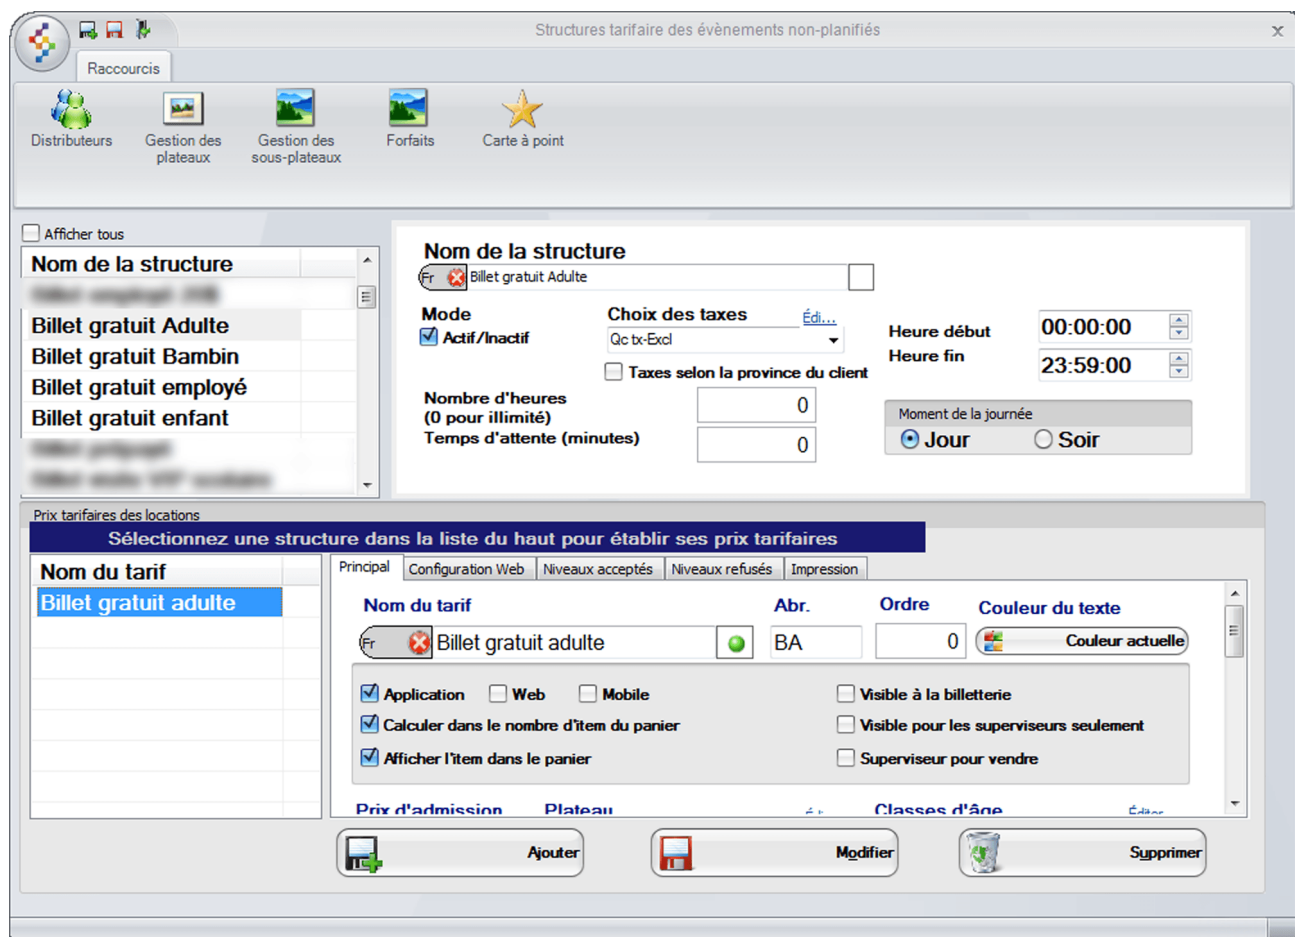 Structures tarifaire des évènements non-planifiés
x
Raccourcis
Distributeurs
Gestion des
plateaux
Gestion des
sous-plateaux
Forfaits
Carte à point
Afficher tous
Nom de la structure
Billet gratuit Adulte
Billet gratuit Bambin
Billet gratuit employé
Billet gratuit enfant
Nom de la structure
Fr Billet gratuit Adulte
Mode
Actif/Inactif
Choix des taxes
Édi...
Qc tx-Excl
Taxes selon la province du client
Nombre d'heures
(0 pour illimité)
0
Temps d'attente (minutes)
0
Heure début
00:00:00
Heure fin
23:59:00
Moment de la journée
Jour
Soir
Prix tarifaires des locations
Sélectionnez une structure dans la liste du haut pour établir ses prix tarifaires
Nom du tarif
Billet gratuit adulte
Principal
Configuration Web
Niveaux acceptés
Niveaux refusés
Impression
Nom du tarif
Abr.
Ordre
Couleur du texte
Fr Billet gratuit adulte
BA
0
Couleur actuelle
Application
Web
Mobile
Visible à la billetterie
Calculer dans le nombre d'item du panier
Visible pour les superviseurs seulement
Afficher l'item dans le panier
Superviseur pour vendre
Prix d'admission
Plateau
Classes d'âge
Éditer
Ajouter
Modifier
Supprimer